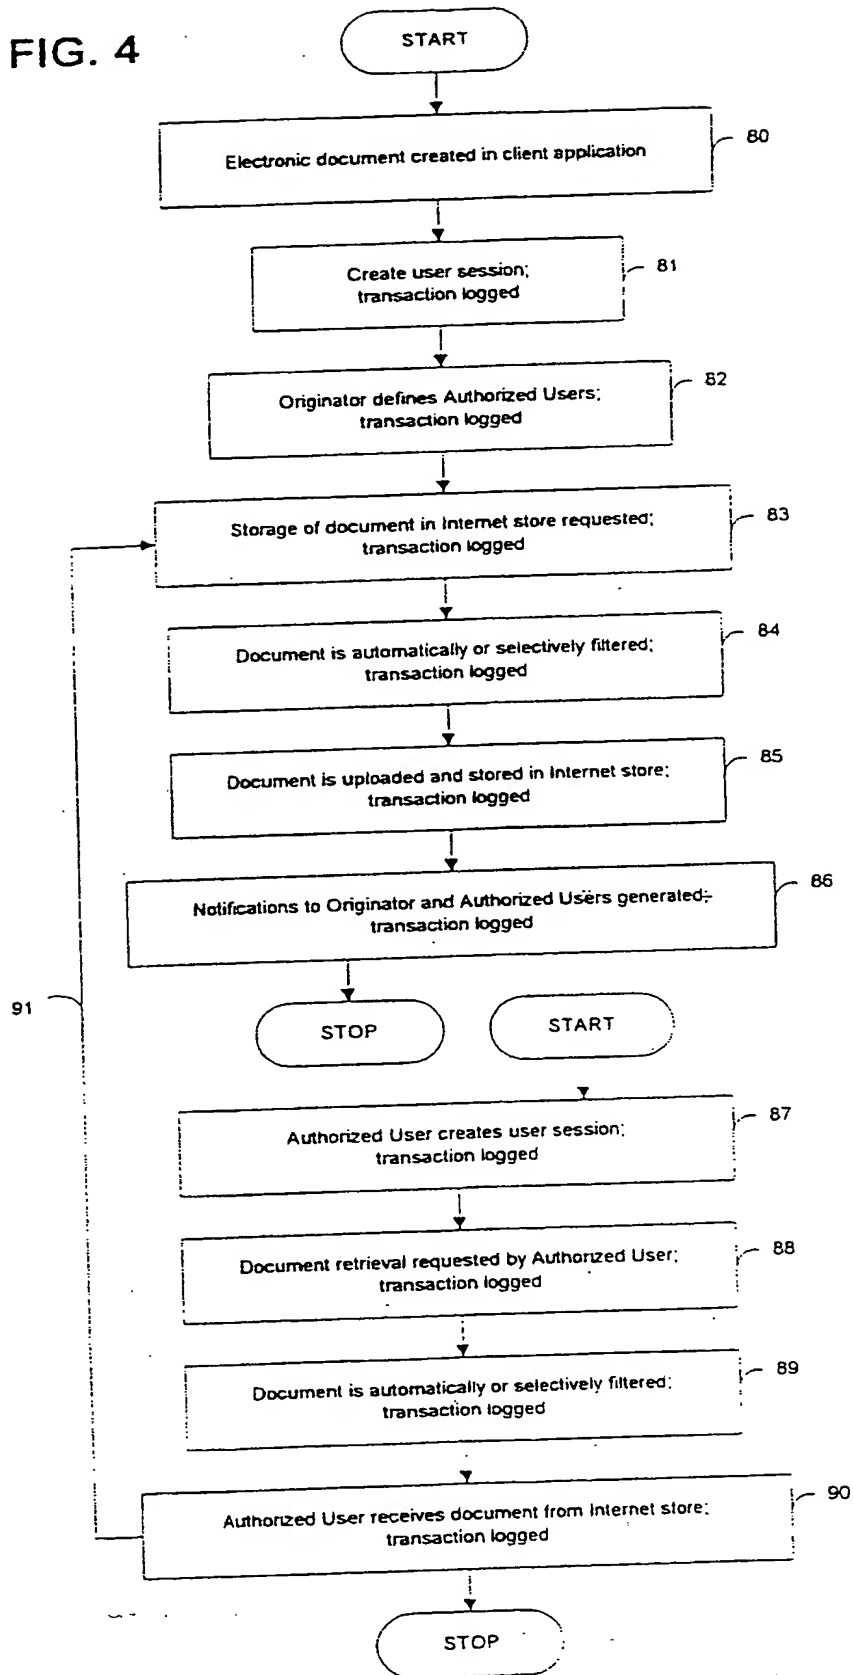 FIG. 4
START
Electronic document created in client application
80
Create user session;
transaction logged
81
Originator defines Authorized Users;
transaction logged
82
Storage of document in Internet store requested;
transaction logged
83
Document is automatically or selectively filtered;
transaction logged
84
Document is uploaded and stored in Internet store;
transaction logged
85
Notifications to Originator and Authorized Users generated;
transaction logged
86
91
STOP
START
Authorized User creates user session;
transaction logged
87
Document retrieval requested by Authorized User;
transaction logged
88
Document is automatically or selectively filtered;
transaction logged
89
Authorized User receives document from Internet store;
transaction logged
90
STOP